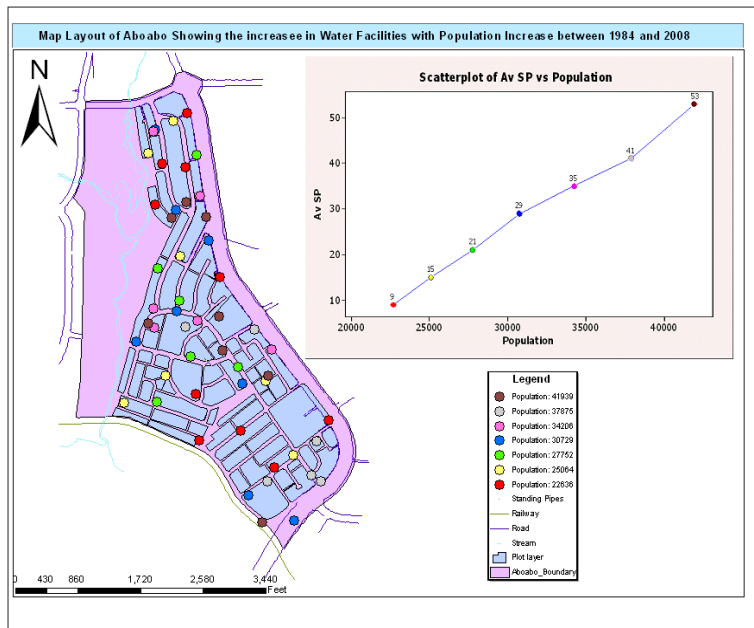 Map Layout of Aboabo Showing the increasee in Water Facilities with Population Increase between 1984 and 2008
N
Scatterplot of Av SP vs Population
Av SP
50
40
30
20
10
9
15
21
29
35
41
53
20000 25000 30000 35000 40000
Population
Legend
Population: 41939
Population: 37875
Population: 34206
Population: 30729
Population: 27752
Population: 25064
Population: 22636
Standing Pipes
Railway
Road
Stream
Plot layer
Aboabo_Boundary
0 430 860 1,720 2,580 3,440
Feet